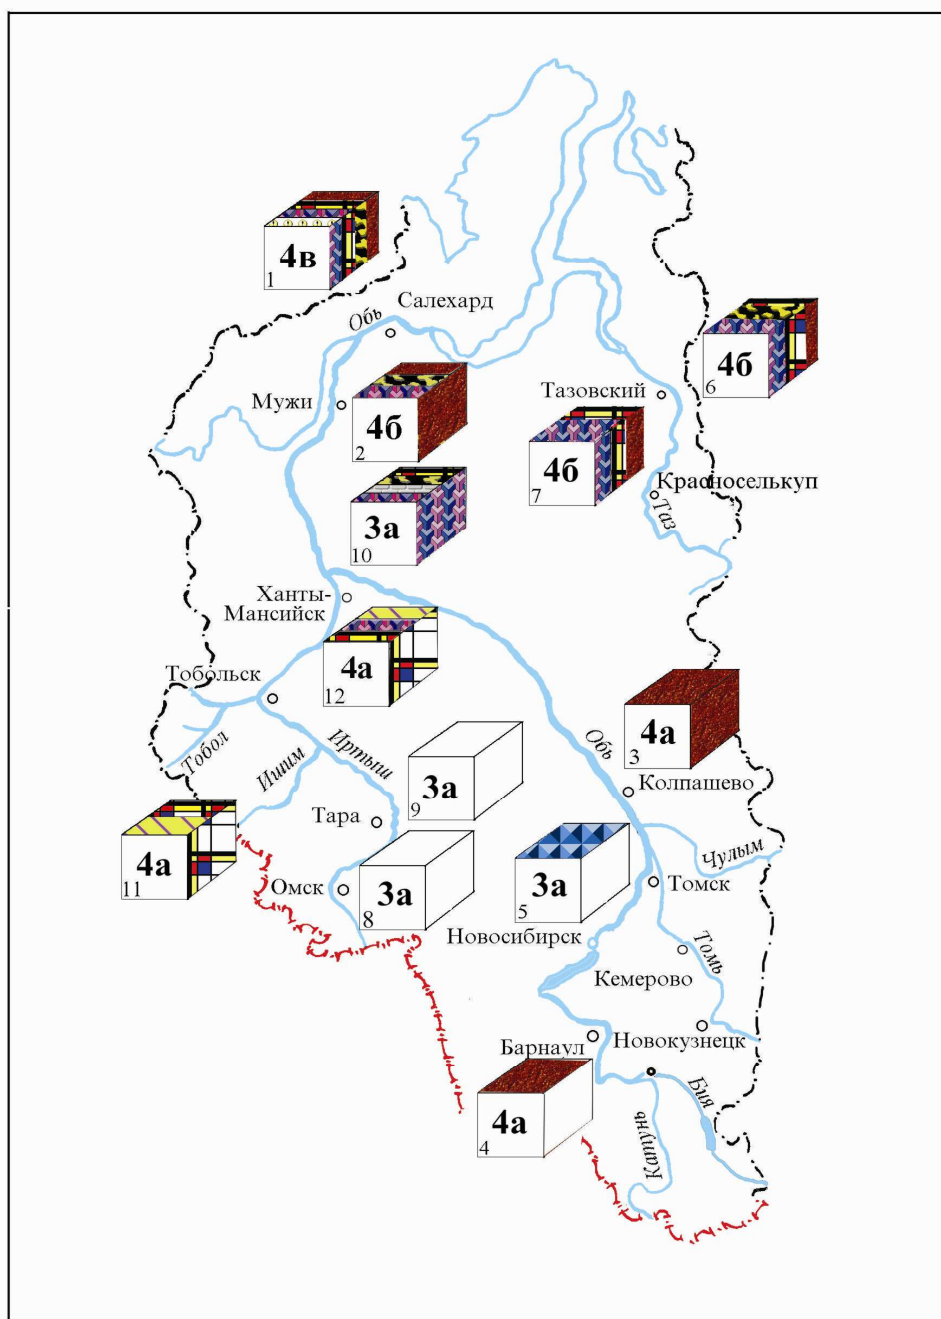 4в
1
Салехард
Обь
4б
6
Мужи
4б
2
Тазовский
4б
7
Красноселькуп
Таз
3а
10
Ханты-
Мансийск
4а
12
Тобольск
4а
3
Тобол
Ишим
Иртыш
Обь
3а
9
Колпашево
Тара
4а
11
3а
5
Чулым
Омск
3а
8
Томск
Новосибирск
Томь
Кемерово
Барнаул
Новокузнецк
4а
4
Бия
Катунь